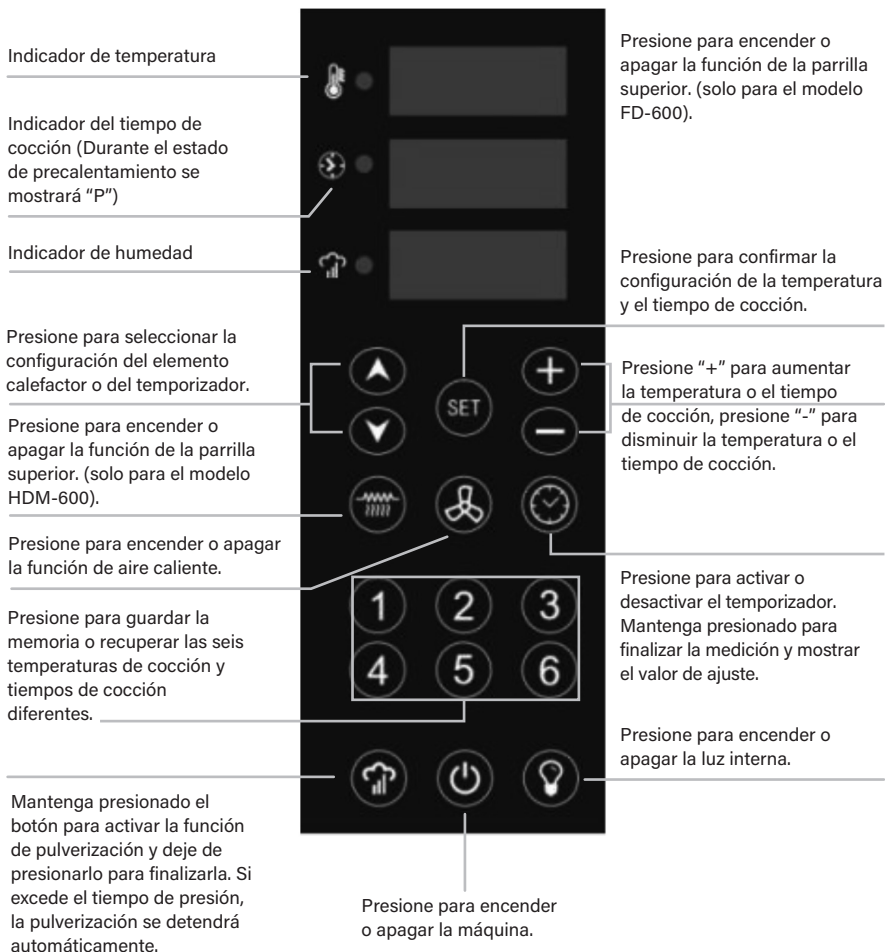 Indicador de temperatura
Indicador del tiempo de
cocción (Durante el estado
de precalentamiento se
mostrará “P”)
Indicador de humedad
Presione para seleccionar la
configuración del elemento
calefactor o del temporizador.
Presione para encender o
apagar la función de la parrilla
superior. (solo para el modelo
HDM-600).
Presione para encender o apagar
la función de aire caliente.
Presione para guardar la
memoria o recuperar las seis
temperaturas de cocción y
tiempos de cocción
diferentes.
Mantenga presionado el
botón para activar la función
de pulverización y deje de
presionarlo para finalizarla. Si
excede el tiempo de presión,
la pulverización se detendrá
automáticamente.
SET
1 2 3
4 5 6
Presione para encender
o apagar la máquina.
Presione para encender o
apagar la función de la parrilla
superior. (solo para el modelo
FD-600).
Presione para confirmar la
configuración de la temperatura
y el tiempo de cocción.
Presione “+” para aumentar
la temperatura o el tiempo
de cocción, presione “-” para
disminuir la temperatura o el
tiempo de cocción.
Presione para activar o
desactivar el temporizador.
Mantenga presionado para
finalizar la medición y mostrar
el valor de ajuste.
Presione para encender o
apagar la luz interna.